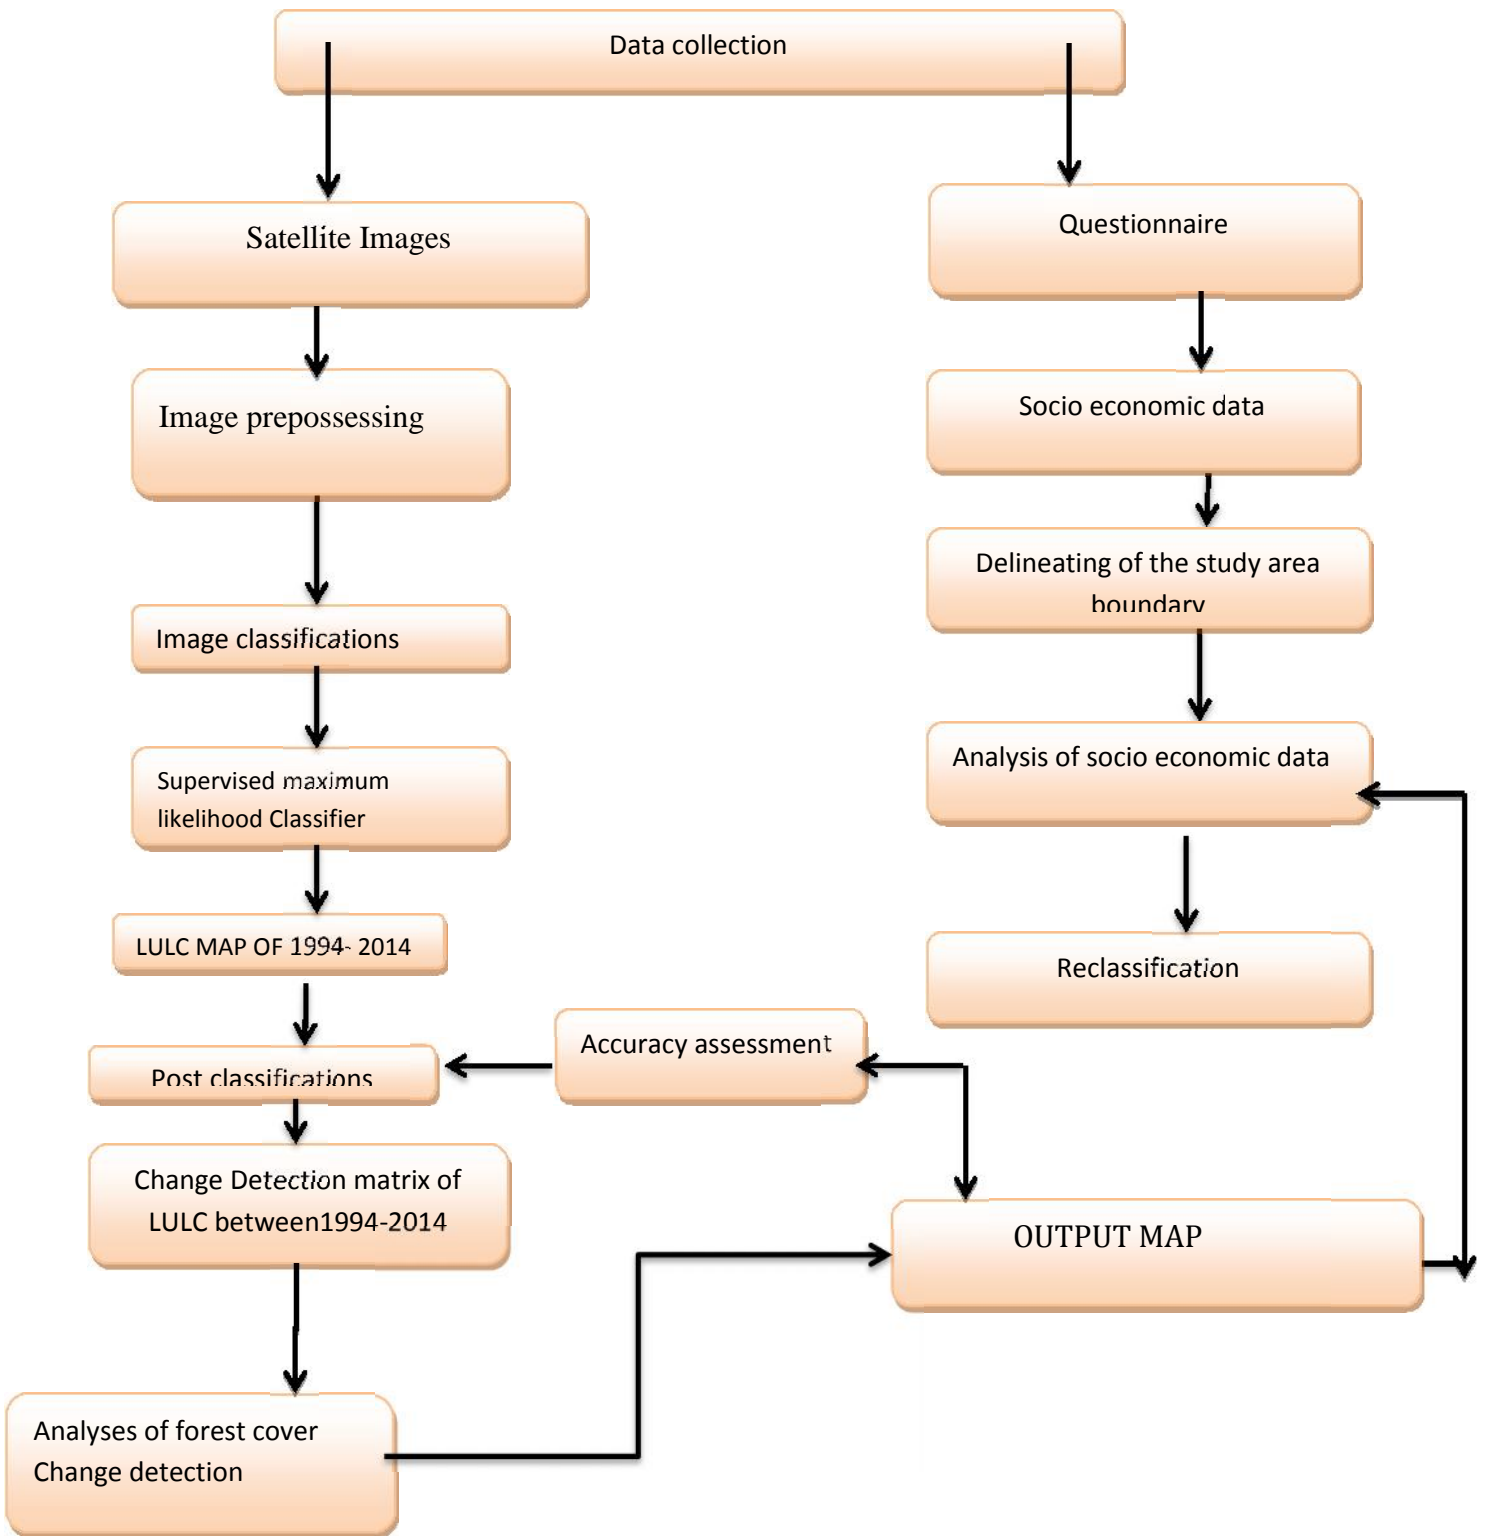 Data collection
Satellite Images
Questionnaire
Image prepossessing
Socio economic data
Delineating of the study area
boundary
Image classifications
Analysis of socio economic data
Supervised maximum
likelihood Classifier
LULC MAP OF 1994- 2014
Reclassification
Accuracy assessment
Post classifications
Change Detection matrix of
LULC between1994-2014
OUTPUT MAP
Analyses of forest cover
Change detection